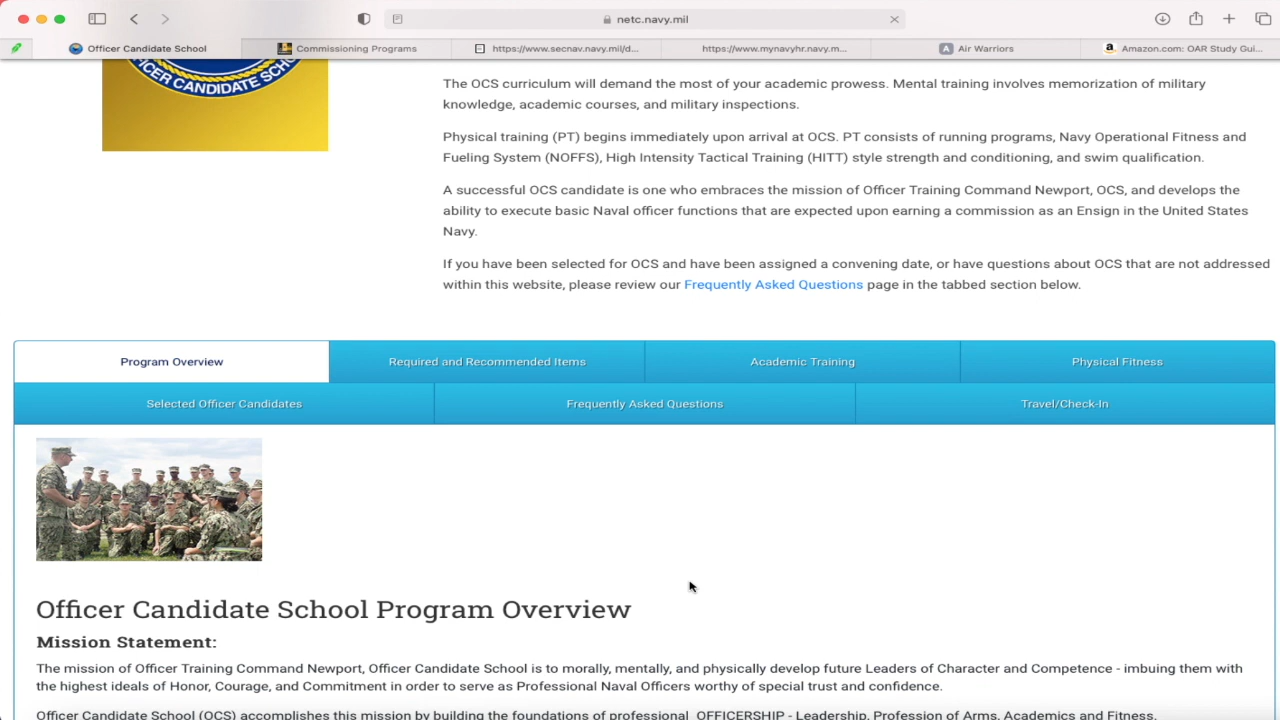 netc.navy.mil
Officer Candidate School
Commissioning Programs
https://www.secnav.navy.mil/d...
https://www.mynavyhr.navy.m...
A Air Warriors
a Amazon.com: OAR Study Gui...
OFFICER CANDIDATE SCHOOL
The OCS curriculum will demand the most of your academic prowess. Mental training involves memorization of military
knowledge, academic courses, and military inspections.
Physical training (PT) begins immediately upon arrival at OCS. PT consists of running programs, Navy Operational Fitness and
Fueling System (NOFFS), High Intensity Tactical Training (HITT) style strength and conditioning, and swim qualification.
A successful OCS candidate is one who embraces the mission of Officer Training Command Newport, OCS, and develops the
ability to execute basic Naval officer functions that are expected upon earning a commission as an Ensign in the United States
Navy.
If you have been selected for OCS and have been assigned a convening date, or have questions about OCS that are not addressed
within this website, please review our Frequently Asked Questions page in the tabbed section below.
Program Overview
Required and Recommended Items
Academic Training
Physical Fitness
Selected Officer Candidates
Frequently Asked Questions
Travel/Check-In
Officer Candidate School Program Overview
Mission Statement:
The mission of Officer Training Command Newport, Officer Candidate School is to morally, mentally, and physically develop future Leaders of Character and Competence - imbuing them with
the highest ideals of Honor, Courage, and Commitment in order to serve as Professional Naval Officers worthy of special trust and confidence.
Officer Candidate School (OCS) accomplishes this mission by building the foundations of professional OFFICERSHIP - Leadership, Profession of Arms, Academics and Fitness.